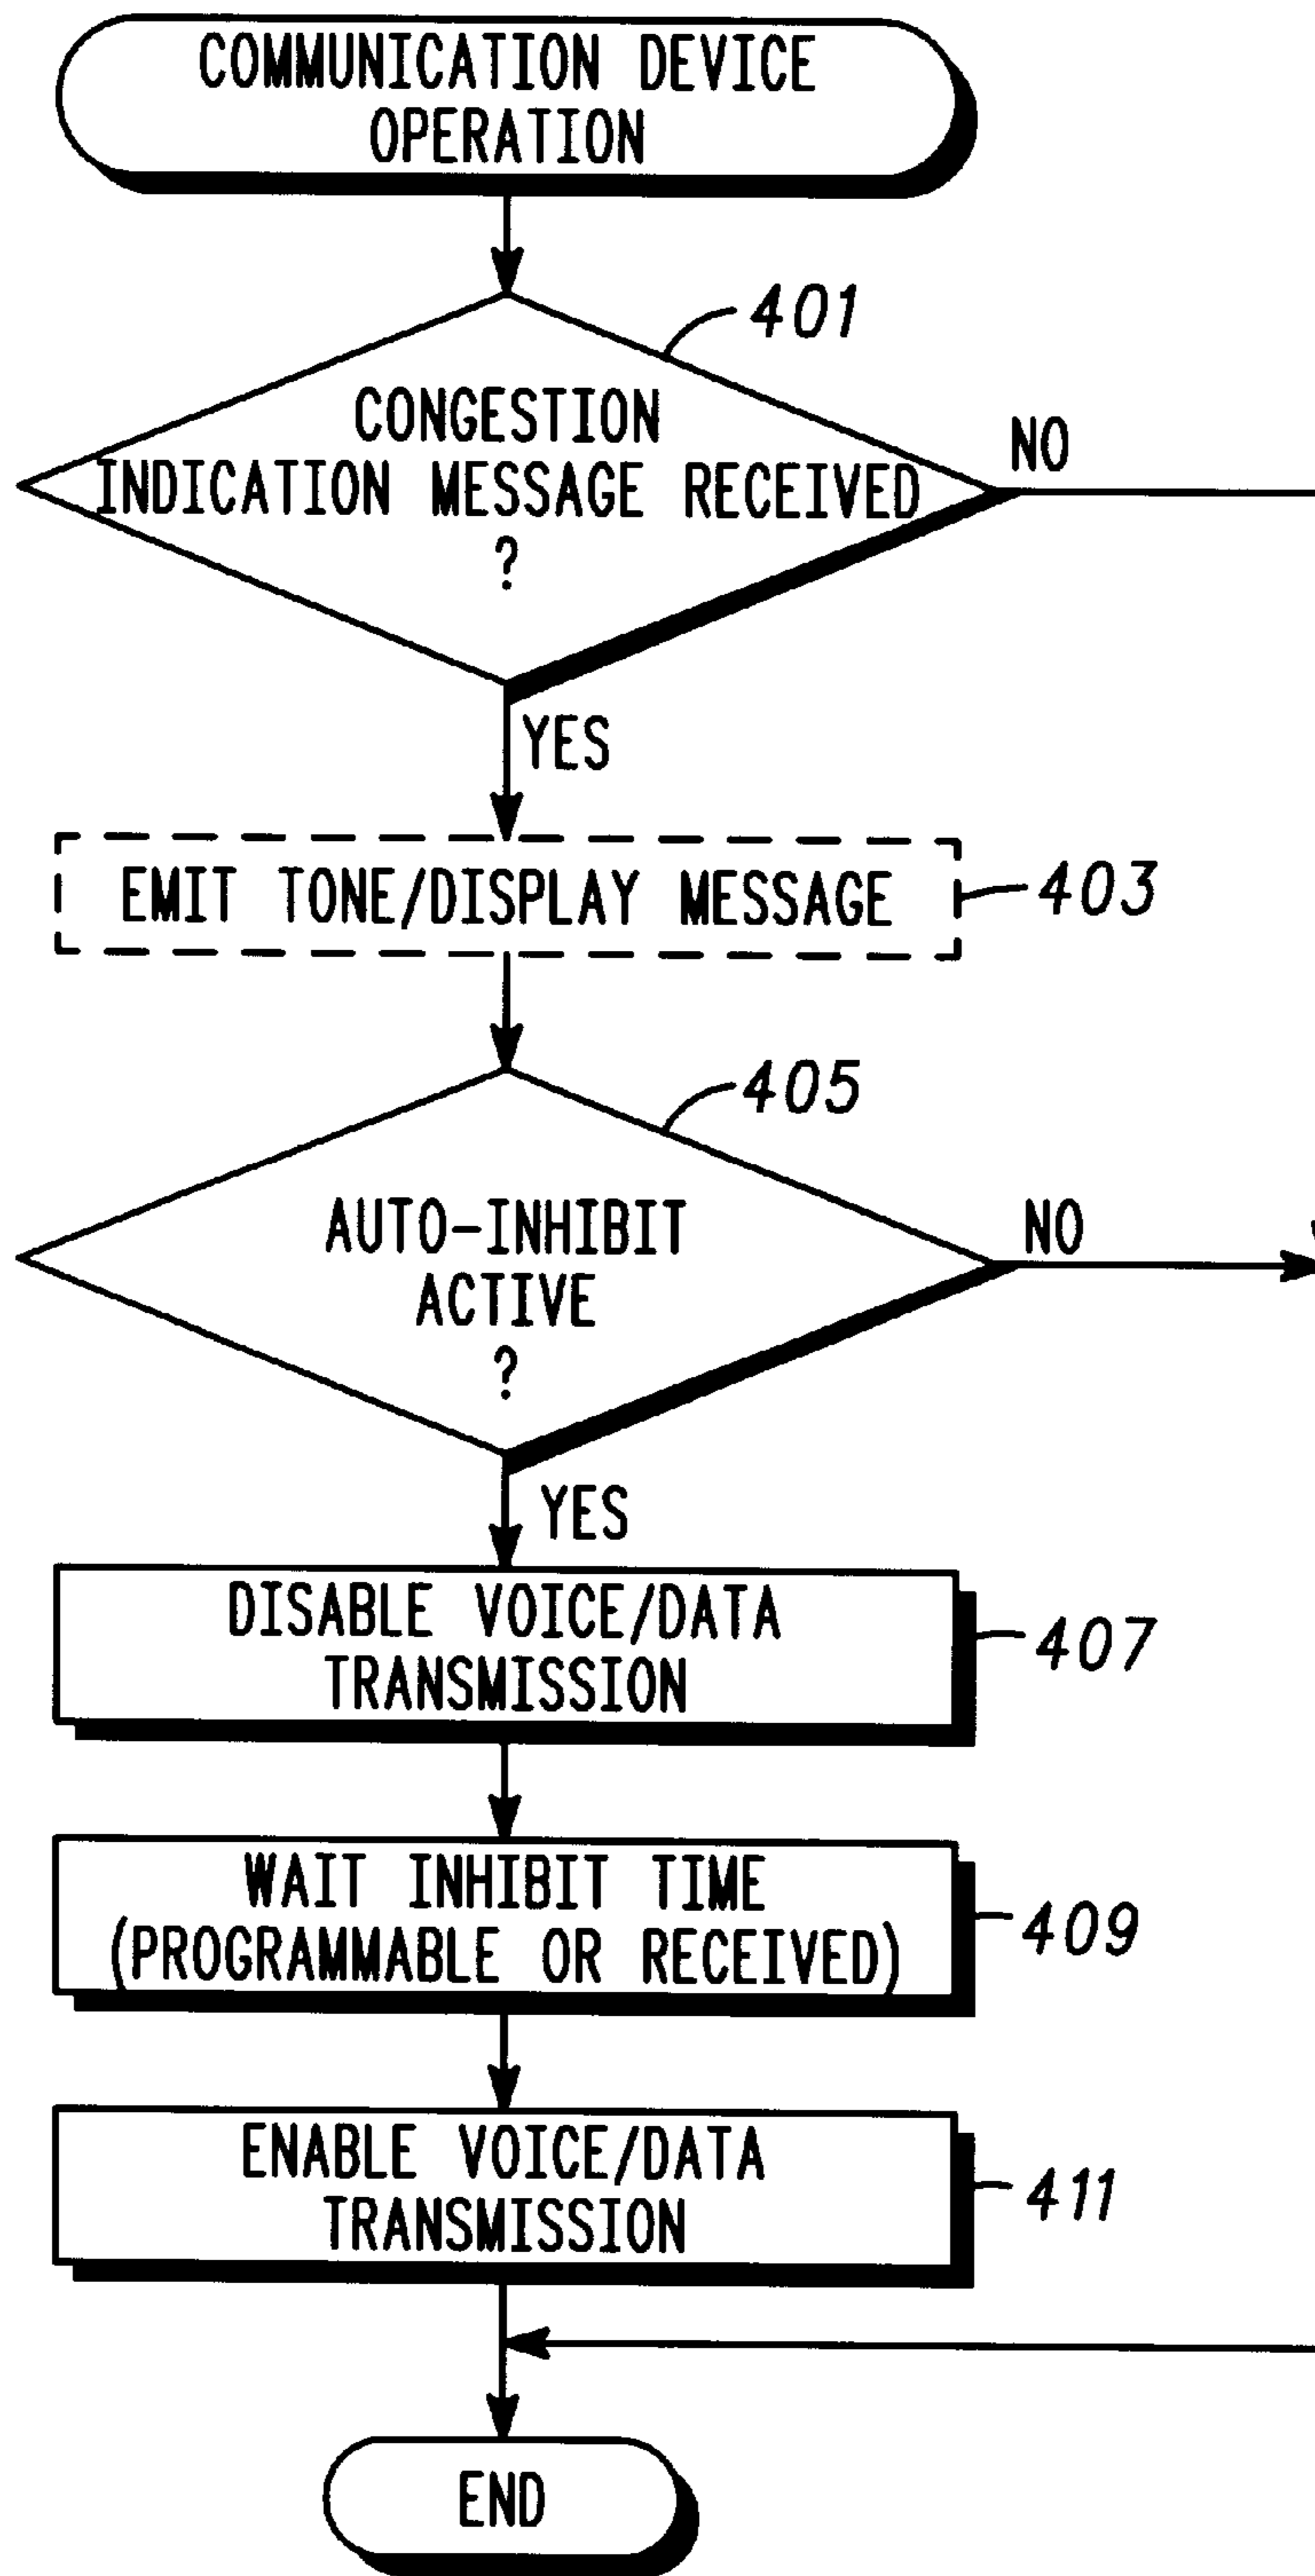 COMMUNICATION DEVICE
OPERATION
401
CONGESTION
INDICATION MESSAGE RECEIVED
?
NO
YES
EMIT TONE/DISPLAY MESSAGE
403
405
AUTO-INHIBIT
ACTIVE
?
NO
YES
DISABLE VOICE/DATA
TRANSMISSION
407
WAIT INHIBIT TIME
(PROGRAMMABLE OR RECEIVED)
409
ENABLE VOICE/DATA
TRANSMISSION
411
END